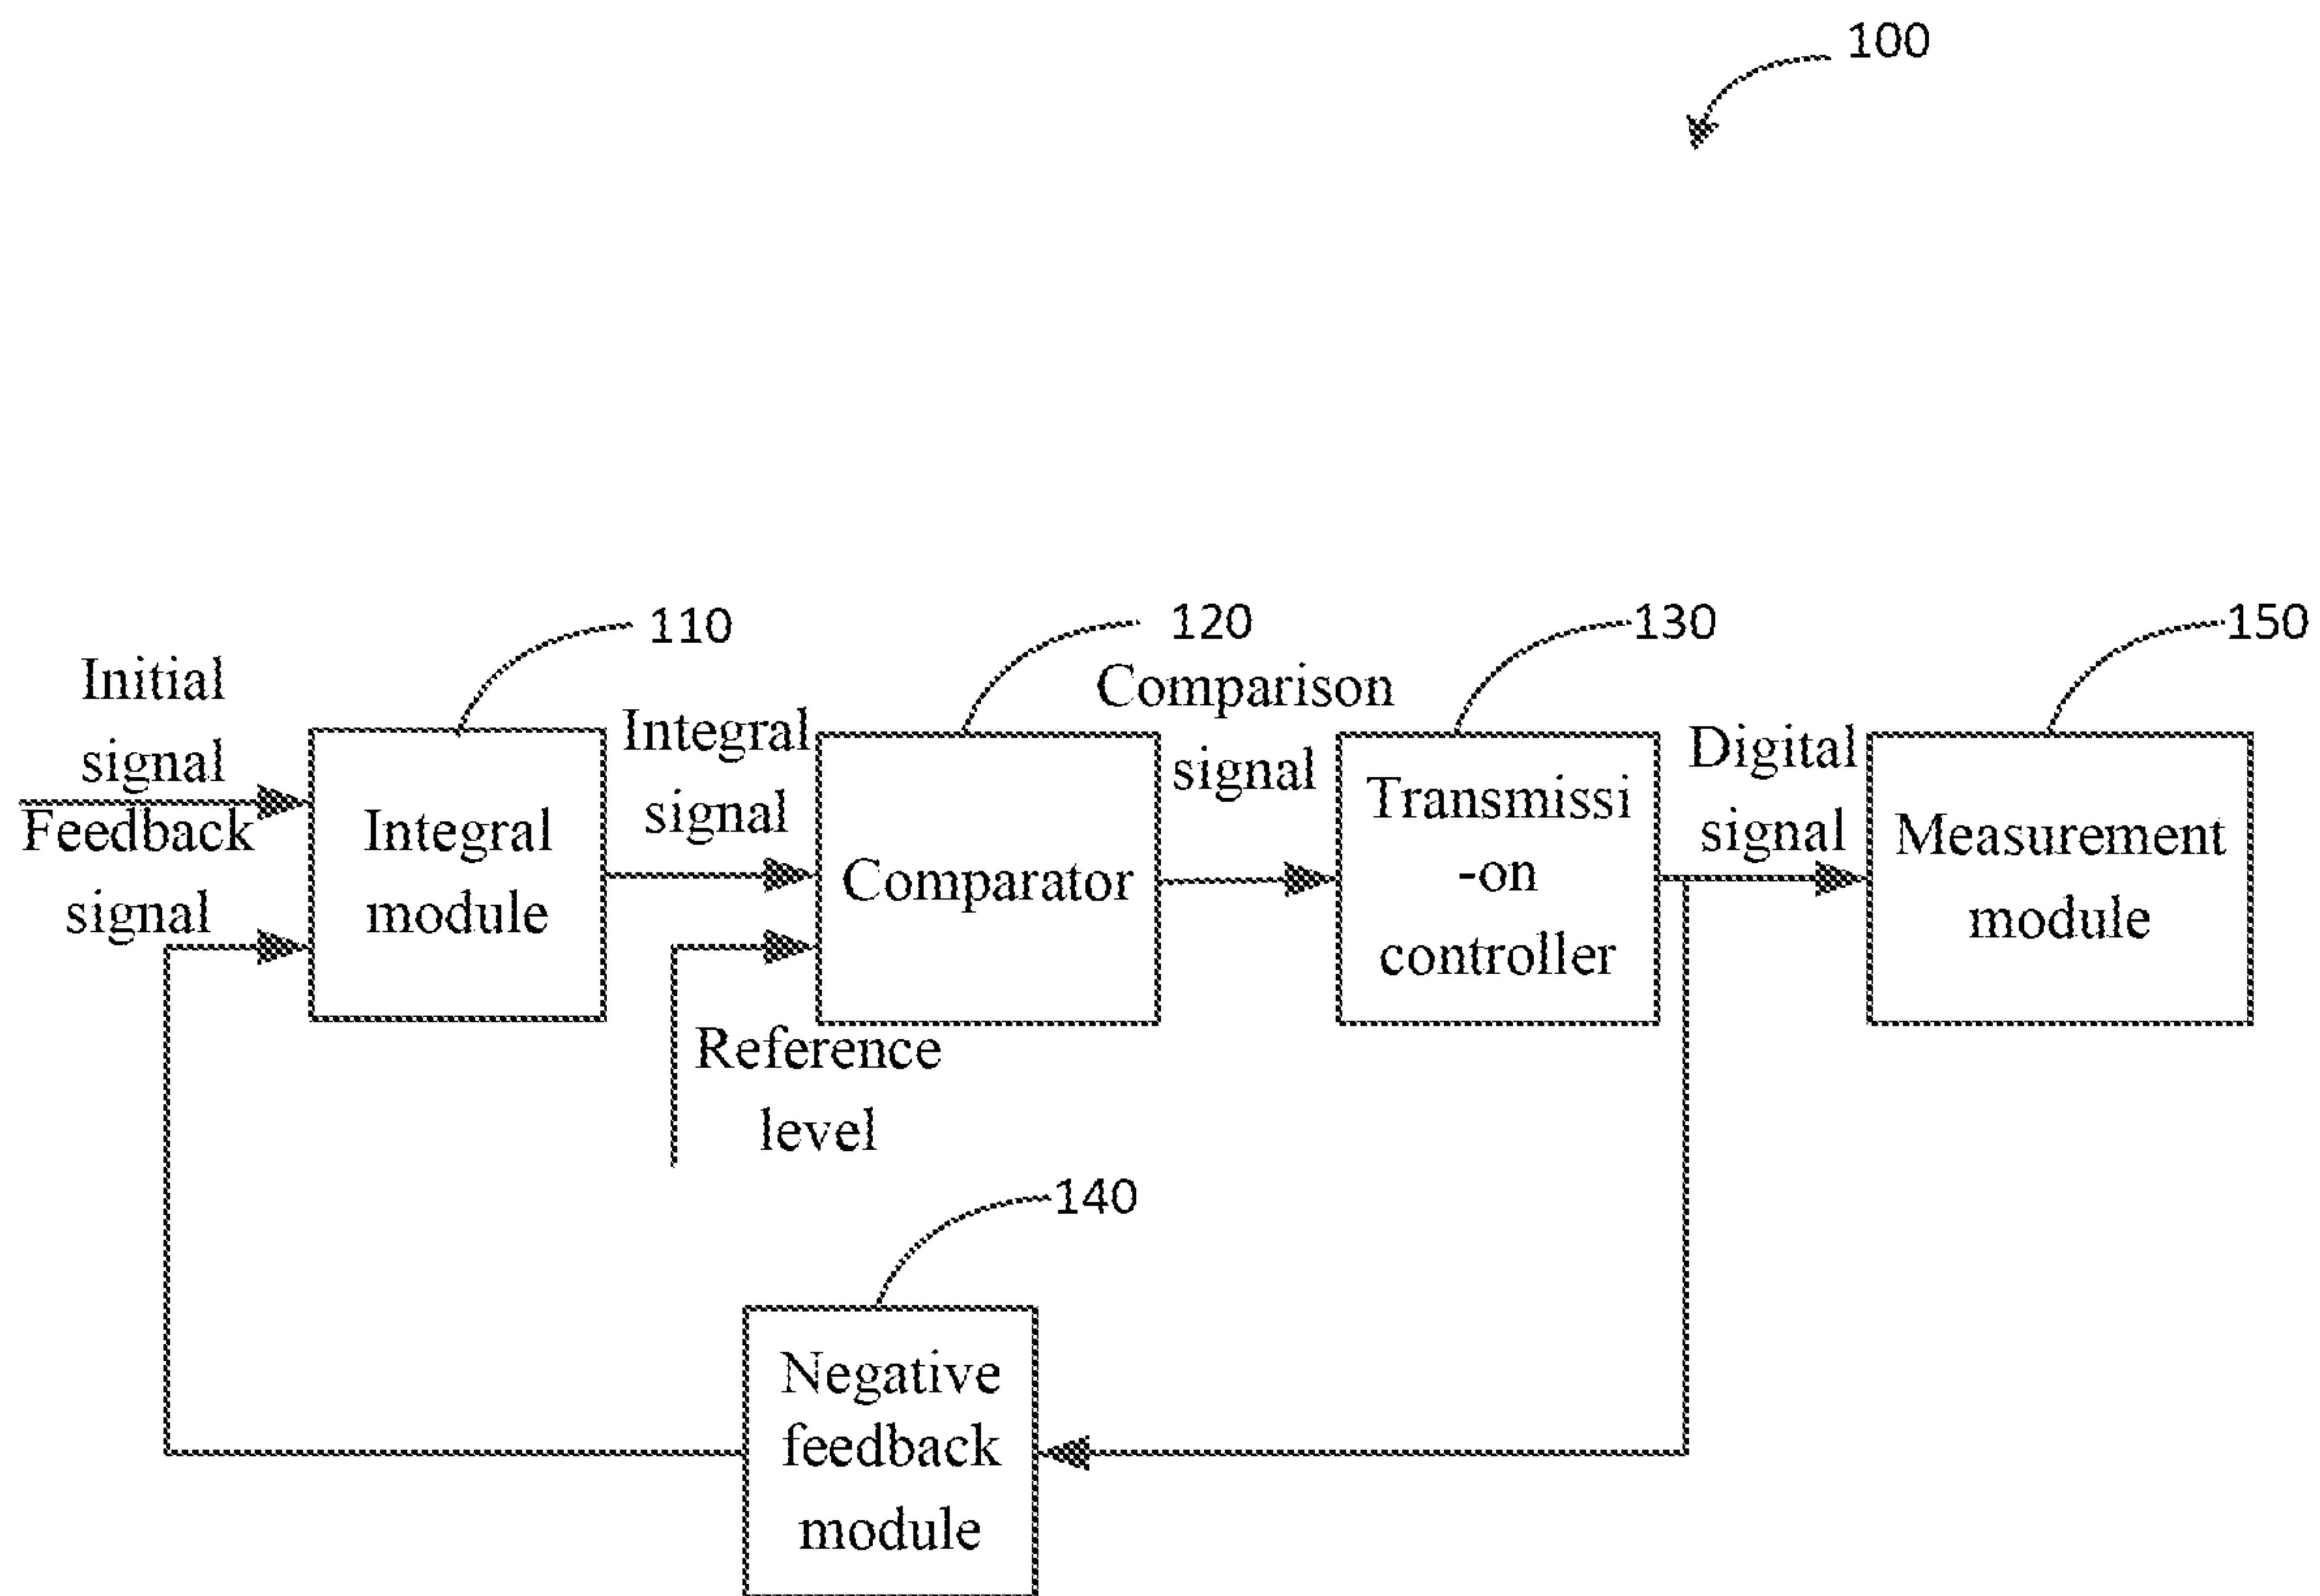 100
110
120
130
150
Initial
signal
Feedback
signal
Integral
module
Integral
signal
Comparator
Reference
level
Comparison
signal
Transmissi
-on
controller
Digital
signal
Measurement
module
140
Negative
feedback
module